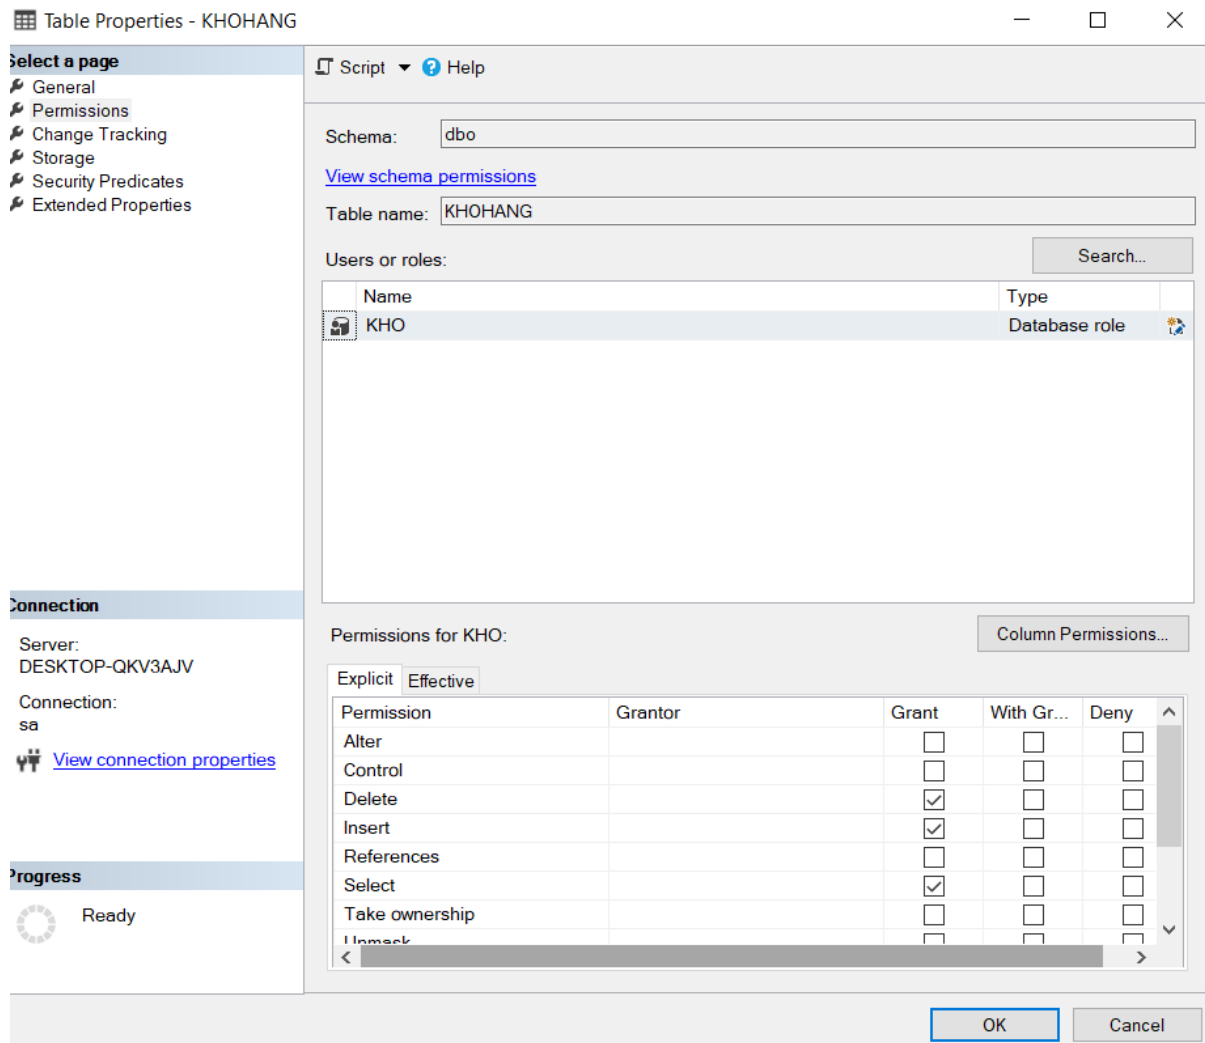 Table Properties - KHOHANG
Select a page
General
Permissions
Change Tracking
Storage
Security Predicates
Extended Properties
Script
Help
Schema:
dbo
View schema permissions
Table name:
KHOHANG
Users or roles:
Search...
Name
Type
KHO
Database role
Connection
Server:
DESKTOP-QKV3AJV
Connection:
sa
View connection properties
Progress
Ready
Permissions for KHO:
Column Permissions...
Explicit
Effective
Permission
Grantor
Grant
With Gr...
Deny
Alter
Control
Delete
Insert
References
Select
Take ownership
Unmask
OK
Cancel